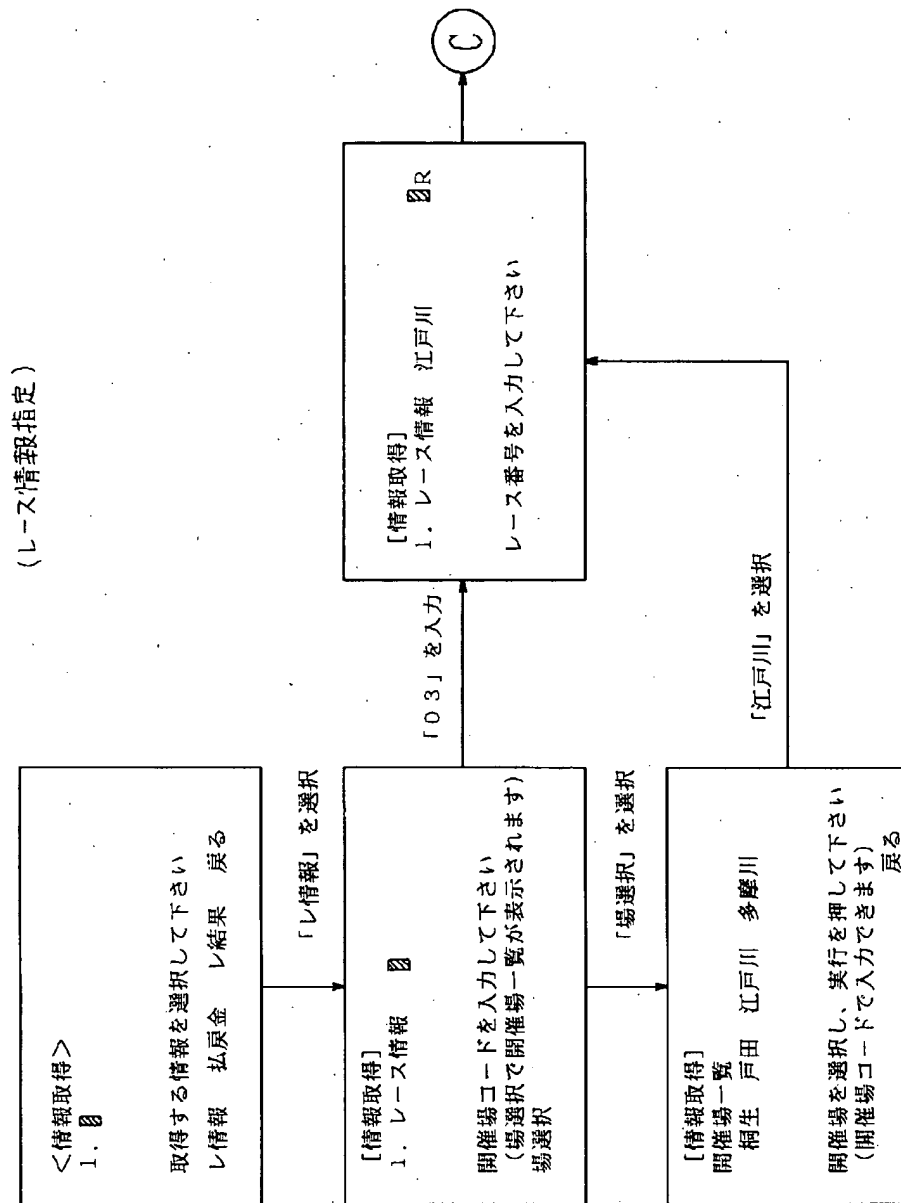 (レース情報指定)
<情報取得>
1. 0
取得する情報を選択して下さい
レ情報 払戻金 レ結果 戻る
「レ情報」を選択
[情報取得]
1. レース情報 0
開催場コードを入力して下さい
(場選択で開催場一覧が表示されます)
場選択
「場選択」を選択
[情報取得]
開催場一覧
桐生 戸田 江戸川 多摩川
開催場を選択し、実行を押して下さい
(開催場コードで入力できます)
戻る
「03」を入力
「江戸川」を選択
[情報取得]
1. レース情報 江戸川 0R
レース番号を入力して下さい
C